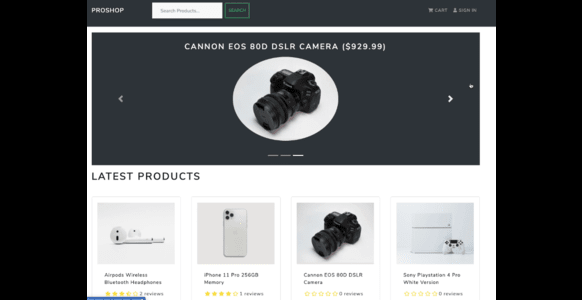 PROSHOP
Search Products...
SEARCH
CART
SIGN IN
CANNON EOS 80D DSLR CAMERA ($929.99)
LATEST PRODUCTS
Airpods Wireless
Bluetooth Headphones
2 reviews
iPhone 11 Pro 256GB
Memory
5 reviews
Cannon EOS 80D
DSLR Camera
0 reviews
Sony Playstation 4 Pro
White Version
0 reviews